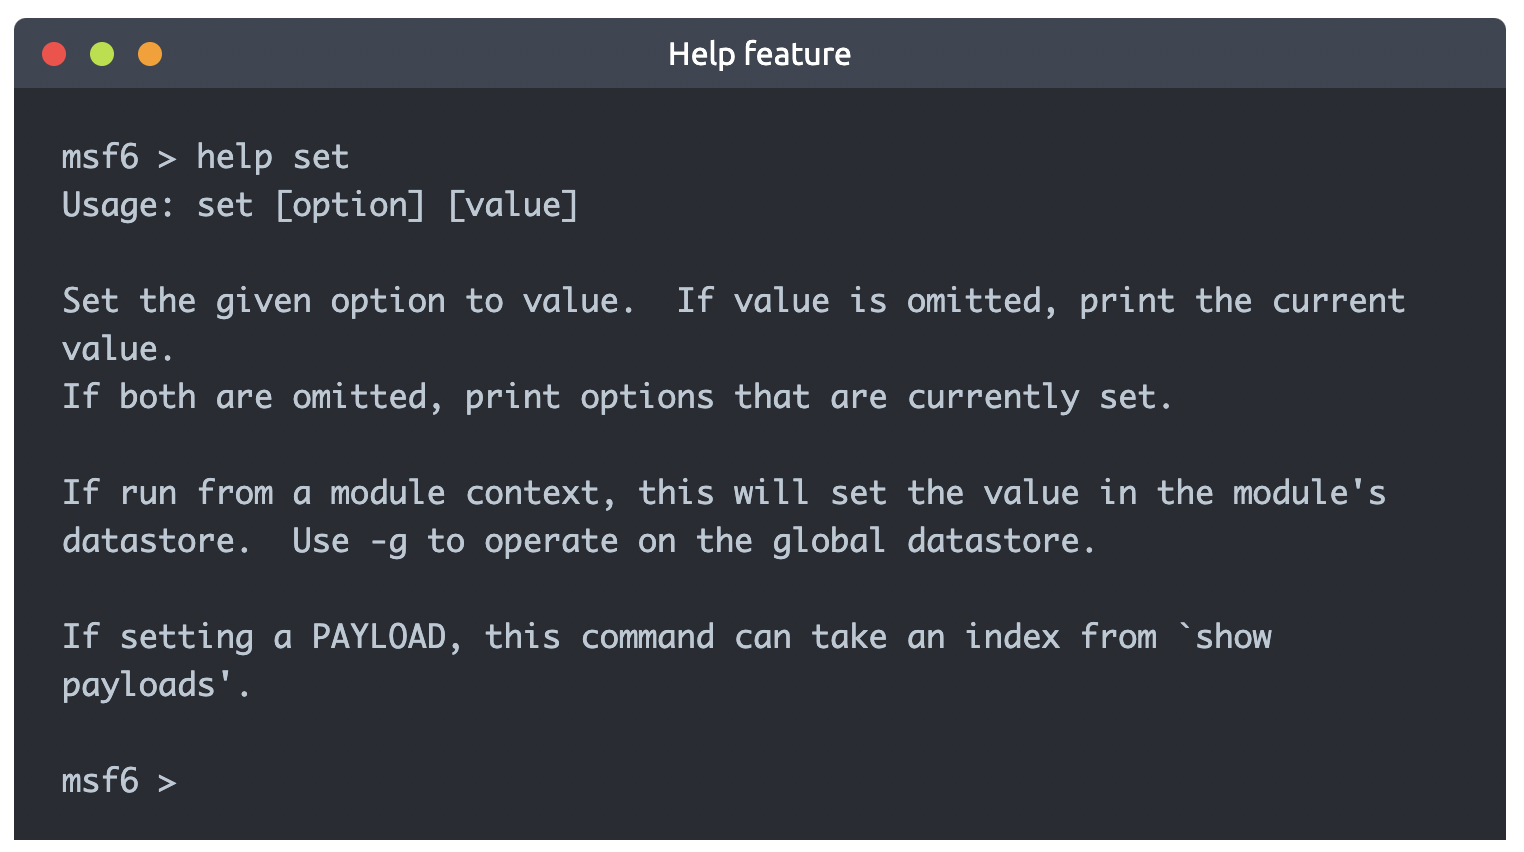 Help feature
msf6 > help set
Usage: set [option] [value]
Set the given option to value.  If value is omitted, print the current
value.
If both are omitted, print options that are currently set.
If run from a module context, this will set the value in the module's
datastore.  Use -g to operate on the global datastore.
If setting a PAYLOAD, this command can take an index from `show
payloads'.
msf6 >